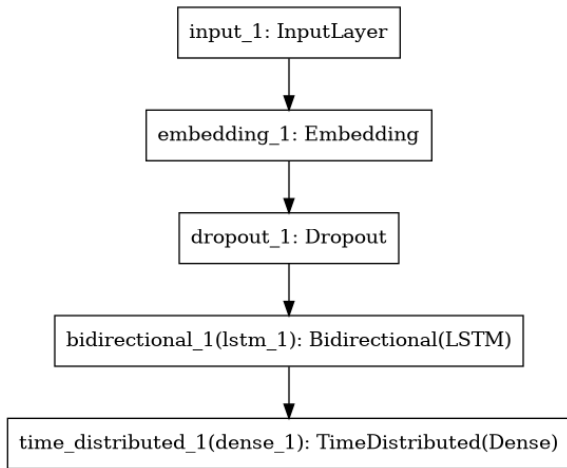 input_1: InputLayer
embedding_1: Embedding
dropout_1: Dropout
bidirectional_1(lstm_1): Bidirectional(LSTM)
time_distributed_1(dense_1): TimeDistributed(Dense)